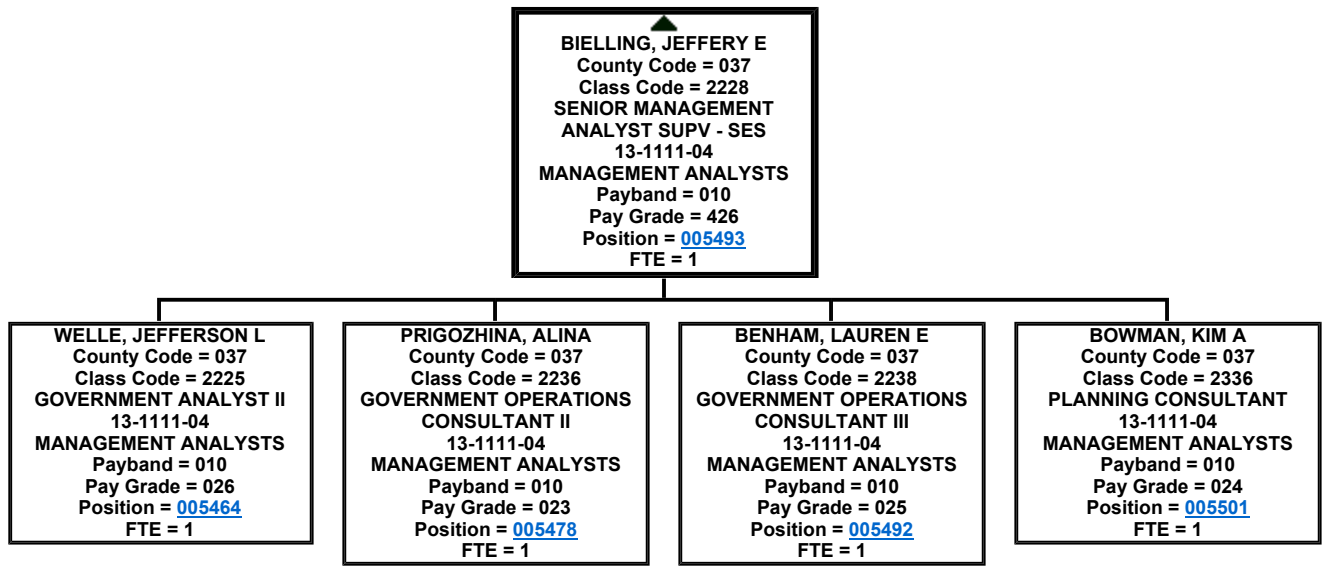 BIELLING, JEFFERY E
County Code = 037
Class Code = 2228
SENIOR MANAGEMENT
ANALYST SUPV - SES
13-1111-04
MANAGEMENT ANALYSTS
Payband = 010
Pay Grade = 426
Position = 005493
FTE = 1
WELLE, JEFFERSON L
County Code = 037
Class Code = 2225
GOVERNMENT ANALYST II
13-1111-04
MANAGEMENT ANALYSTS
Payband = 010
Pay Grade = 026
Position = 005464
FTE = 1
PRIGOZHINA, ALINA
County Code = 037
Class Code = 2236
GOVERNMENT OPERATIONS
CONSULTANT II
13-1111-04
MANAGEMENT ANALYSTS
Payband = 010
Pay Grade = 023
Position = 005478
FTE = 1
BENHAM, LAUREN E
County Code = 037
Class Code = 2238
GOVERNMENT OPERATIONS
CONSULTANT III
13-1111-04
MANAGEMENT ANALYSTS
Payband = 010
Pay Grade = 025
Position = 005492
FTE = 1
BOWMAN, KIM A
County Code = 037
Class Code = 2336
PLANNING CONSULTANT
13-1111-04
MANAGEMENT ANALYSTS
Payband = 010
Pay Grade = 024
Position = 005501
FTE = 1